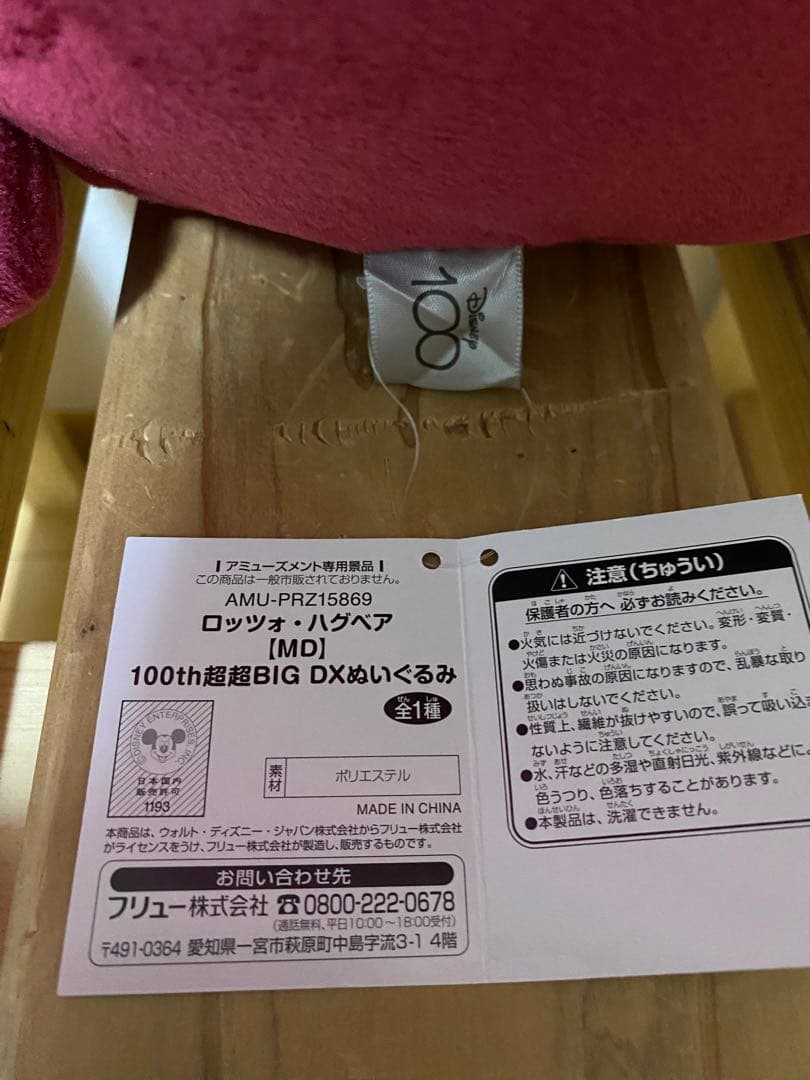 Disney
100
アミューズメント専用景品
この商品は一般市販されておりません。
AMU-PRZ15869
ロッツォ・ハグベア
【MD】
100th超超BIG DXぬいぐるみ
全1種
ぜん しゅ
©DISNEY ENTERPRISES, INC.
日本国内
販売許可
1193
素材
ポリエステル
MADE IN CHINA
本商品は、ウォルト・ディズニー・ジャパン株式会社からフリュー株式会社
がライセンスをうけ、フリュー株式会社が製造し、販売するものです。
お問い合わせ先
フリュー株式会社 ☎0800-222-0678
(通話無料、平日10:00~18:00受付)
〒491-0364 愛知県一宮市萩原町中島字流3-1 4階
注意(ちゅうい)
保護者の方へ 必ずお読みください。
●火気には近づけないでください。変形・変質・
火傷または火災の原因になります。
●思わぬ事故の原因になりますので、乱暴な取り
扱いはしないでください。
●性質上、繊維が抜けやすいので、誤って吸い込ま
ないように注意してください。
●水、汗などの多湿や直射日光、紫外線などに。
色うつり、色落ちすることがあります。
●本製品は、洗濯できません。